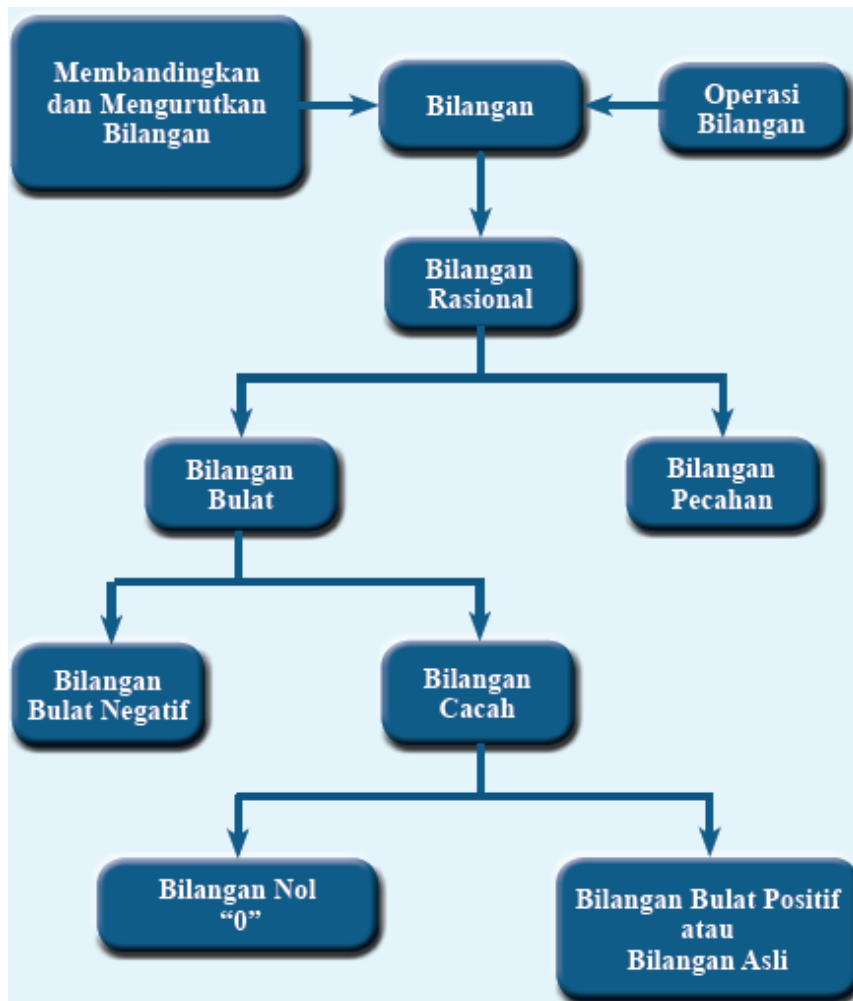 Membandingkan
dan Mengurutkan
Bilangan
Bilangan
Operasi
Bilangan
Bilangan
Rasional
Bilangan
Bulat
Bilangan
Pecahan
Bilangan
Bulat Negatif
Bilangan
Cacah
Bilangan Nol
“0”
Bilangan Bulat Positif
atau
Bilangan Asli